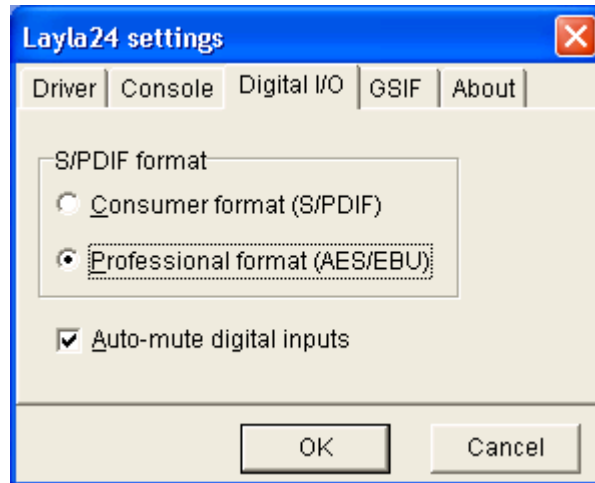 Layla24 settings
Driver Console Digital I/O GSIF About
S/PDIF format
Consumer format (S/PDIF)
Professional format (AES/EBU)
Auto-mute digital inputs
OK Cancel